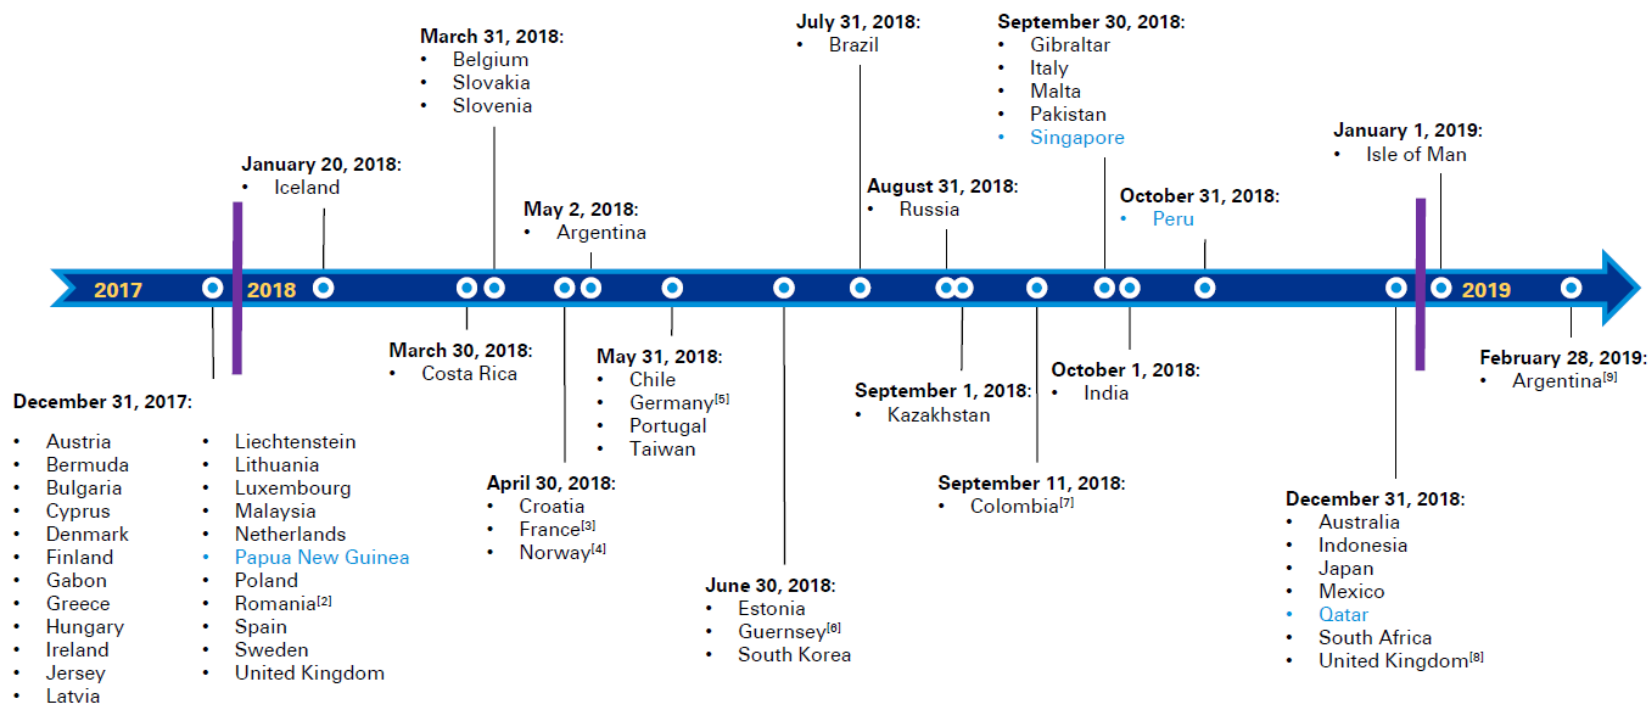 July 31, 2018:
• Brazil
September 30, 2018:
• Gibraltar
• Italy
• Malta
• Pakistan
• Singapore
March 31, 2018:
• Belgium
• Slovakia
• Slovenia
January 1, 2019:
• Isle of Man
January 20, 2018:
• Iceland
August 31, 2018:
• Russia
October 31, 2018:
• Peru
May 2, 2018:
• Argentina
2017
2018
2019
March 30, 2018:
• Costa Rica
May 31, 2018:
• Chile
• Germany[5]
• Portugal
• Taiwan
February 28, 2019:
• Argentina[9]
October 1, 2018:
• India
September 1, 2018:
• Kazakhstan
December 31, 2017:
• Austria
• Bermuda
• Bulgaria
• Cyprus
• Denmark
• Finland
• Gabon
• Greece
• Hungary
• Ireland
• Jersey
• Latvia
• Liechtenstein
• Lithuania
• Luxembourg
• Malaysia
• Netherlands
• Papua New Guinea
• Poland
• Romania[2]
• Spain
• Sweden
• United Kingdom
April 30, 2018:
• Croatia
• France[3]
• Norway[4]
September 11, 2018:
• Colombia[7]
December 31, 2018:
• Australia
• Indonesia
• Japan
• Mexico
• Qatar
• South Africa
• United Kingdom[8]
June 30, 2018:
• Estonia
• Guernsey[6]
• South Korea